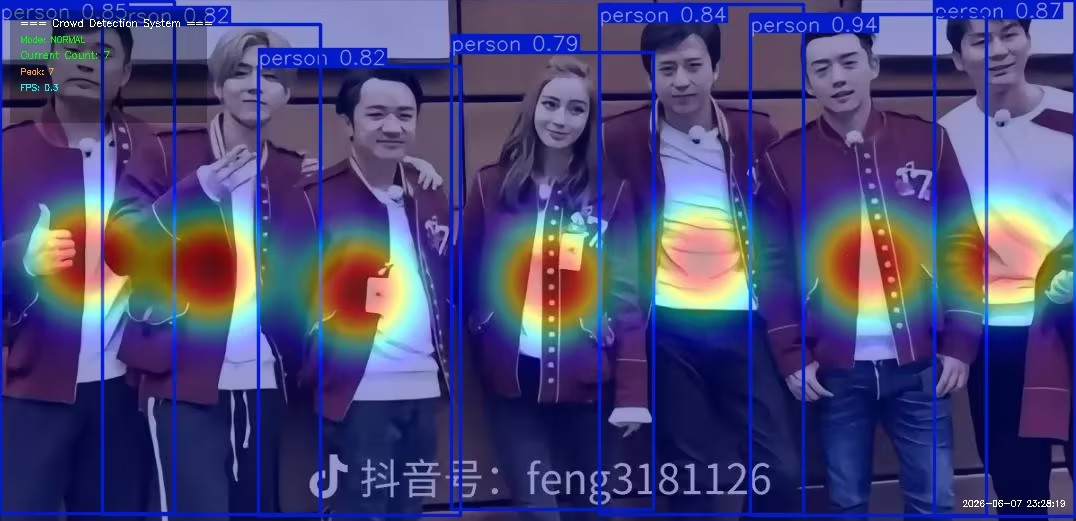 person 0.85
person 0.82
person 0.82
person 0.79
person 0.84
person 0.94
person 0.87
=== Crowd Detection System ===
Mode: NORMAL
Current Count: 7
Peak: 7
FPS: 0.3
抖音号：feng3181126
2026-06-07 23:28:19